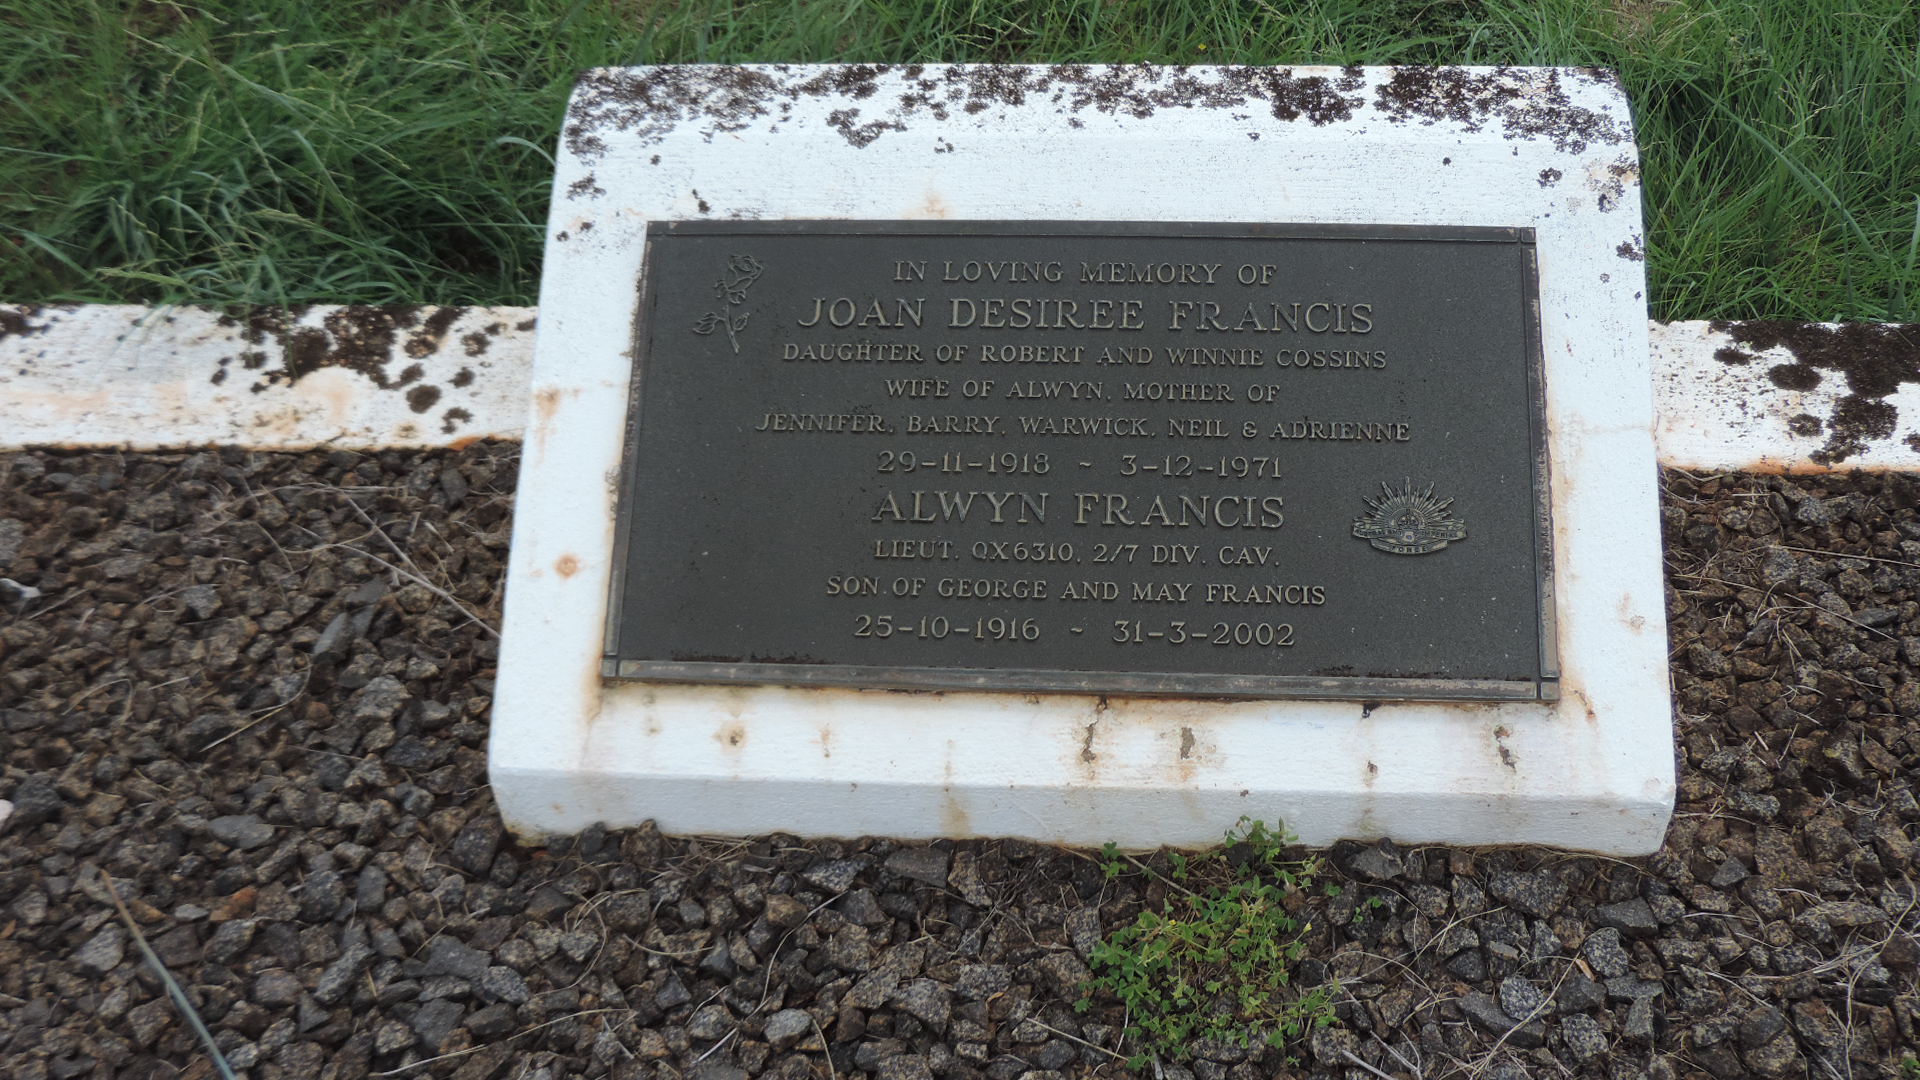 IN LOVING MEMORY OF
JOAN DESIREE FRANCIS
DAUGHTER OF ROBERT AND WINNIE COSSINS
WIFE OF ALWYN, MOTHER OF
JENNIFER, BARRY, WARWICK, NEIL & ADRIENNE
29-11-1918 ~ 3-12-1971
ALWYN FRANCIS
LIEUT. QX6310, 2/7 DIV. CAV.
SON OF GEORGE AND MAY FRANCIS
25-10-1916 ~ 31-3-2002